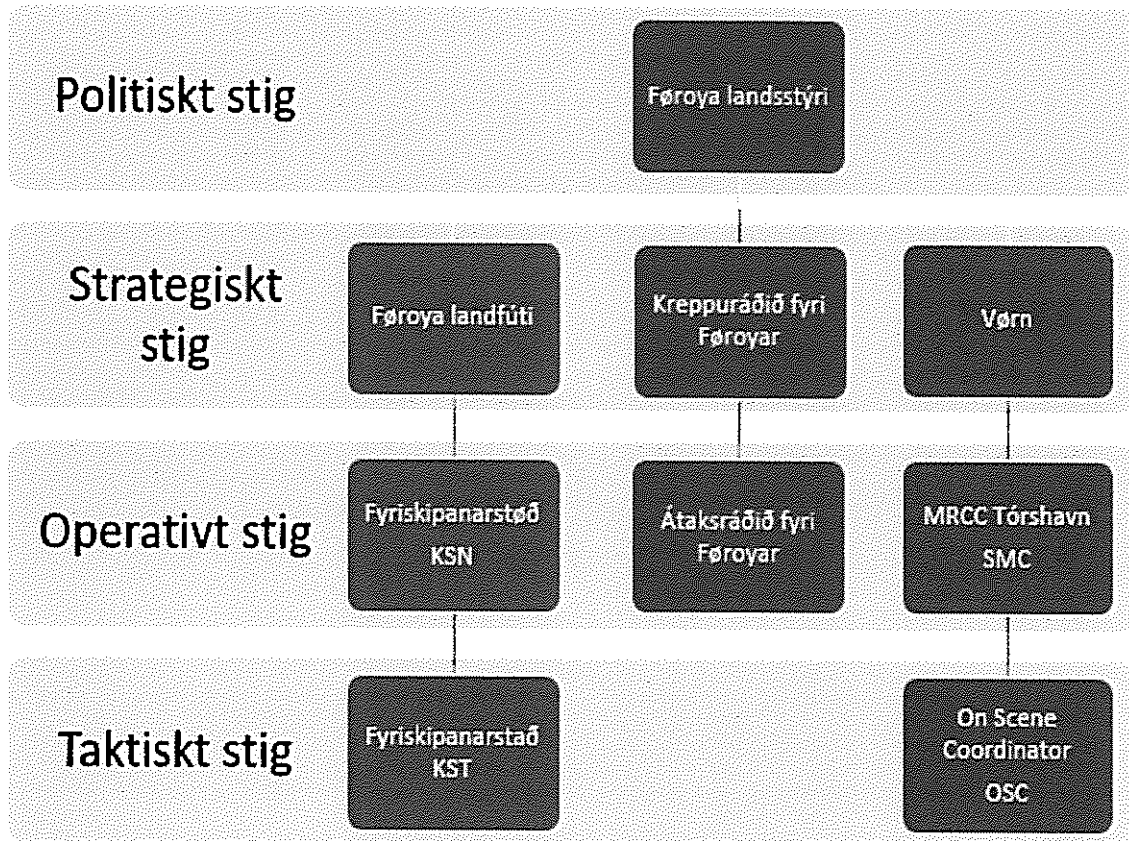 Politiskt stig
Føroya landsstýri
Strategiskt
stig
Føroya landfúti
Kreppuráðið fyri
Føroyar
Vørn
Operativt stig
Fyriskipanarstøð
KSN
Átaksráðið fyri
Føroyar
MRCC Tórshavn
SMC
Taktiskt stig
Fyriskipanarstað
KST
On Scene
Coordinator
OSC